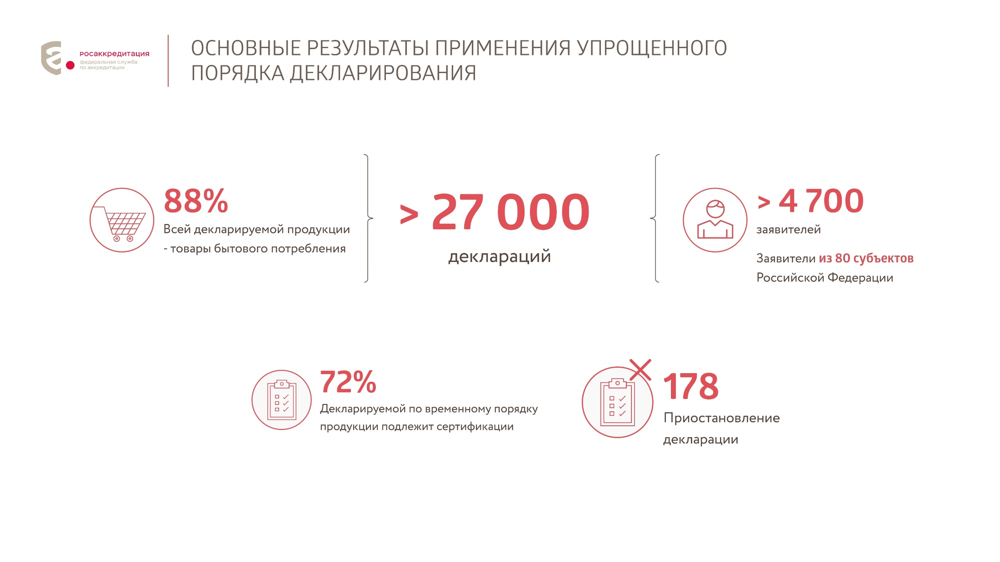 росаккредитация
федеральная служба
по аккредитации
ОСНОВНЫЕ РЕЗУЛЬТАТЫ ПРИМЕНЕНИЯ УПРОЩЕННОГО
ПОРЯДКА ДЕКЛАРИРОВАНИЯ
88%
Всей декларируемой продукции
- товары бытового потребления
> 27 000
деклараций
> 4 700
заявителей
Заявители из 80 субъектов
Российской Федерации
72%
Декларируемой по временному порядку
продукции подлежит сертификации
178
Приостановление
декларации